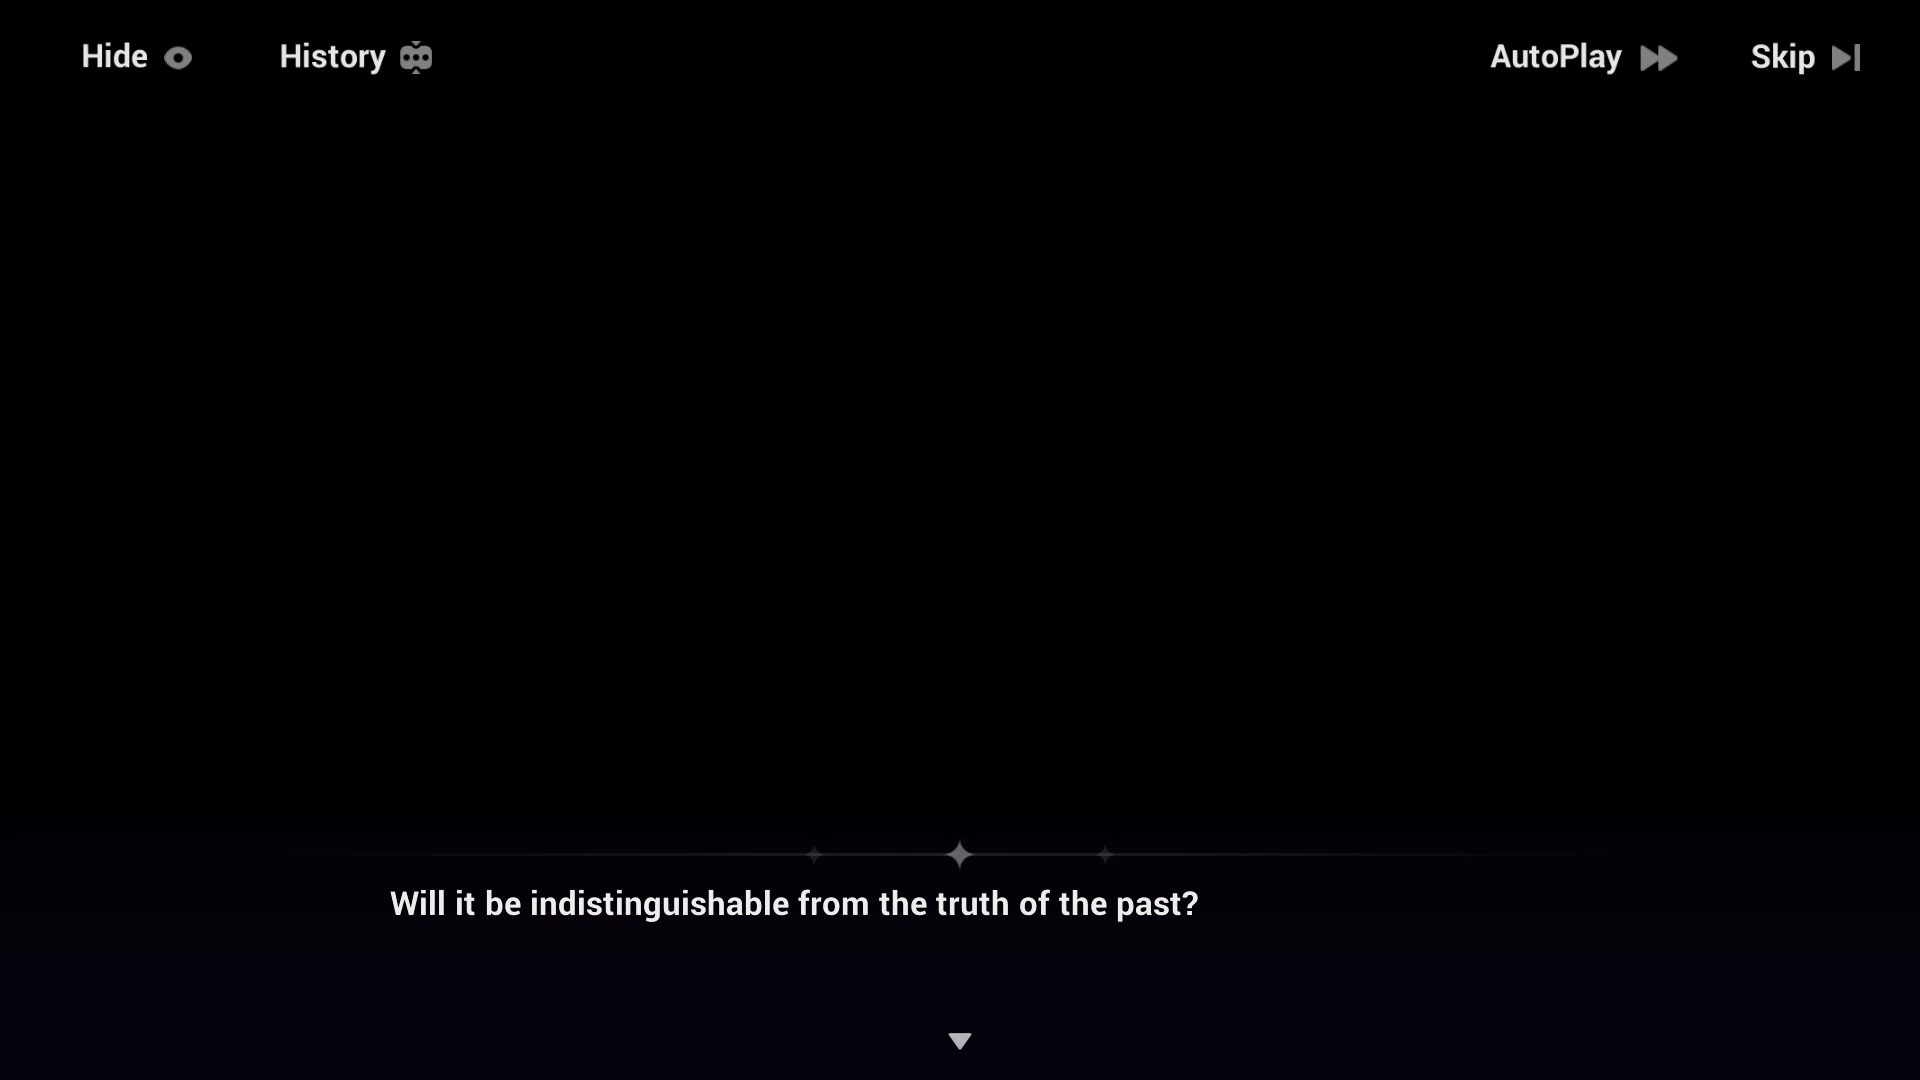 Hide
History
AutoPlay
Skip
Will it be indistinguishable from the truth of the past?